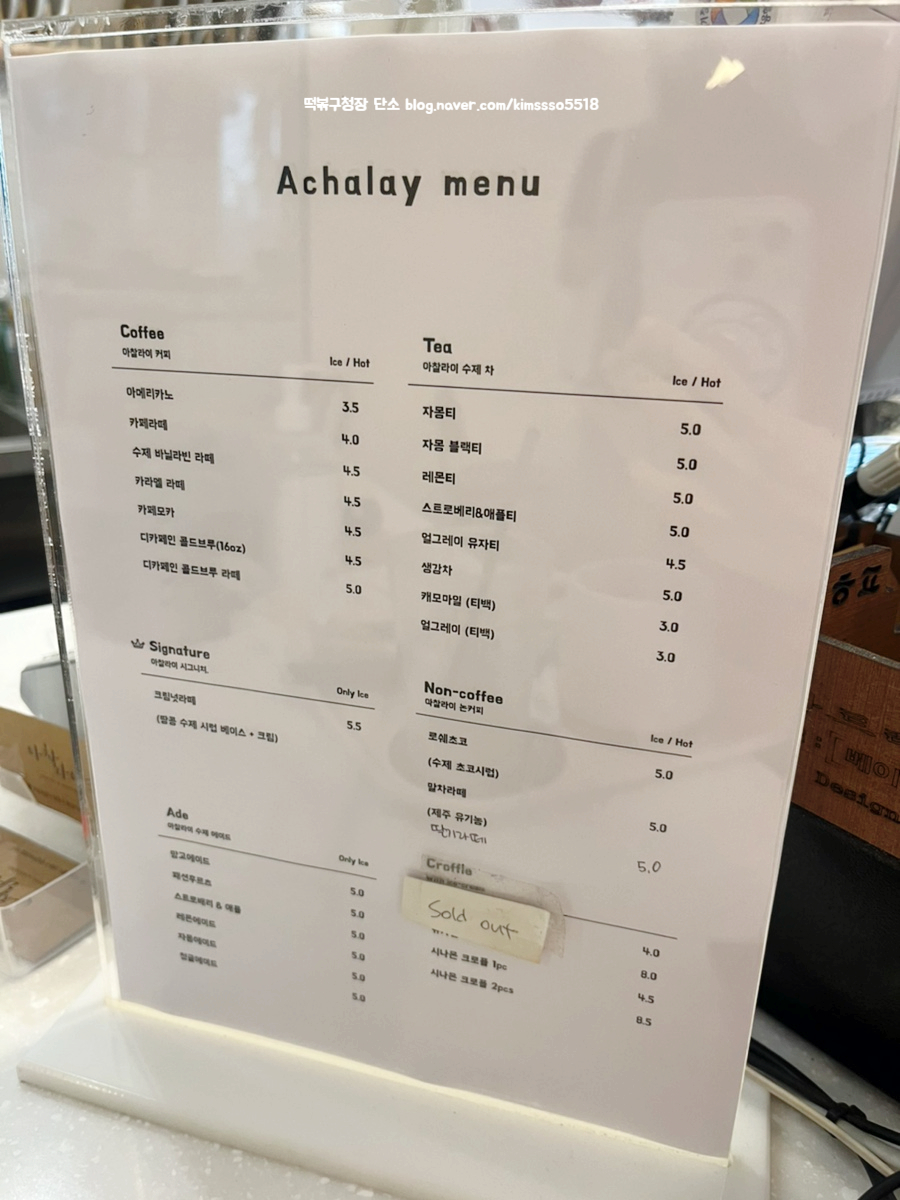 떡볶구청장 단소 blog.naver.com/kimssso5518
Achalay menu
Coffee
아찰라이 커피
Ice / Hot
아메리카노 3.5
카페라떼 4.0
수제 바닐라빈 라떼 4.5
카라멜 라떼 4.5
카페모카 4.5
디카페인 콜드브루(16oz) 4.5
디카페인 콜드브루 라떼 5.0
Signature
아찰라이 시그니처
Only Ice
크림넛라떼 5.5
(땅콩 수제 시럽 베이스 + 크림)
Ade
아찰라이 수제 에이드
Only Ice
망고에이드 5.0
패션후르츠 5.0
스트로베리 & 애플 5.0
레몬에이드 5.0
자몽에이드 5.0
청귤에이드 5.0
Tea
아찰라이 수제 차
Ice / Hot
자몽티 5.0
자몽 블랙티 5.0
레몬티 5.0
스트로베리&애플티 5.0
얼그레이 유자티 4.5
생강차 5.0
캐모마일 (티백) 3.0
얼그레이 (티백) 3.0
Non-coffee
아찰라이 논커피
Ice / Hot
로쉐초코 5.0
(수제 초코시럽)
말차라떼 5.0
(제주 유기농)
딸기라떼 5.0
Croffle
Sold out
4.0
8.0
시나몬 크로플 1pc 4.5
시나몬 크로플 2pcs 8.5
하프
Design